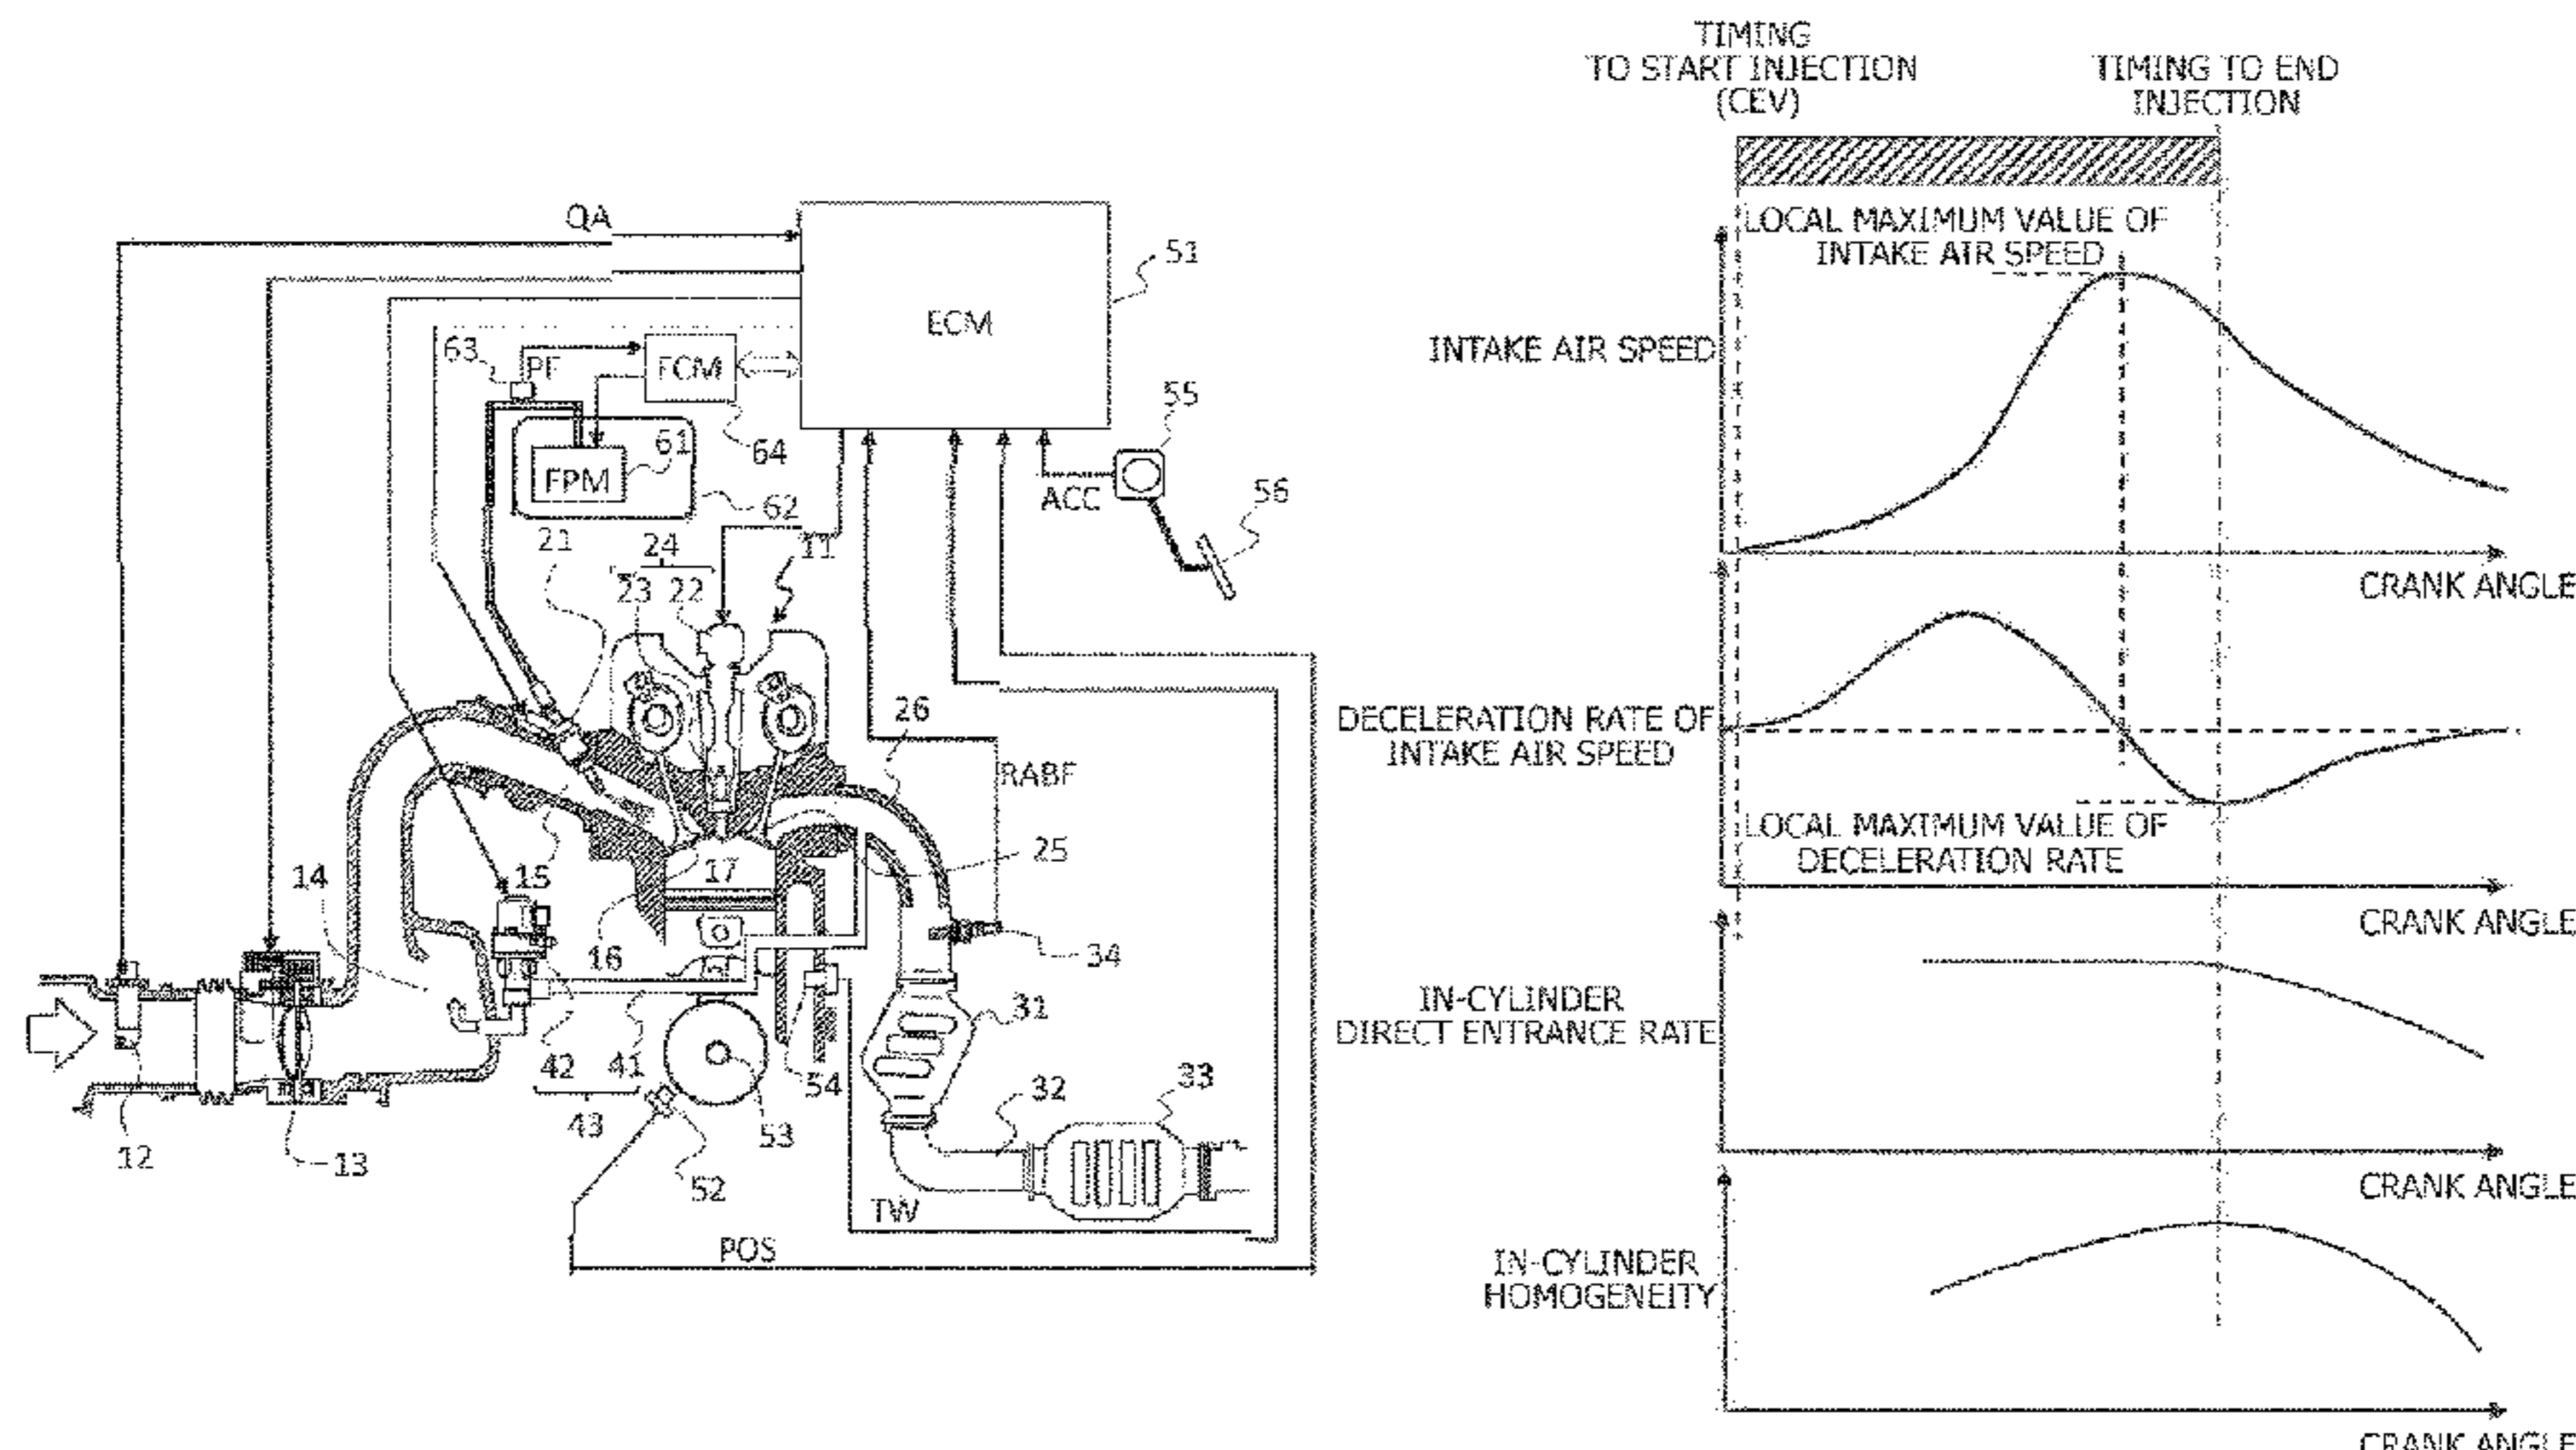 QA
51
ECM
63
PF
FCM
64
61
FPM
62
55
ACC
56
21
24
11
23
22
26
RABF
25
17
15
14
16
34
31
42
41
54
33
32
43
53
12
13
52
TW
POS
TIMING
TO START INJECTION
(CEV)
TIMING TO END
INJECTION
LOCAL MAXIMUM VALUE OF
INTAKE AIR SPEED
INTAKE AIR SPEED
CRANK ANGLE
DECELERATION RATE OF
INTAKE AIR SPEED
LOCAL MAXIMUM VALUE OF
DECELERATION RATE
CRANK ANGLE
IN-CYLINDER
DIRECT ENTRANCE RATE
CRANK ANGLE
IN-CYLINDER
HOMOGENEITY
CRANK ANGLE